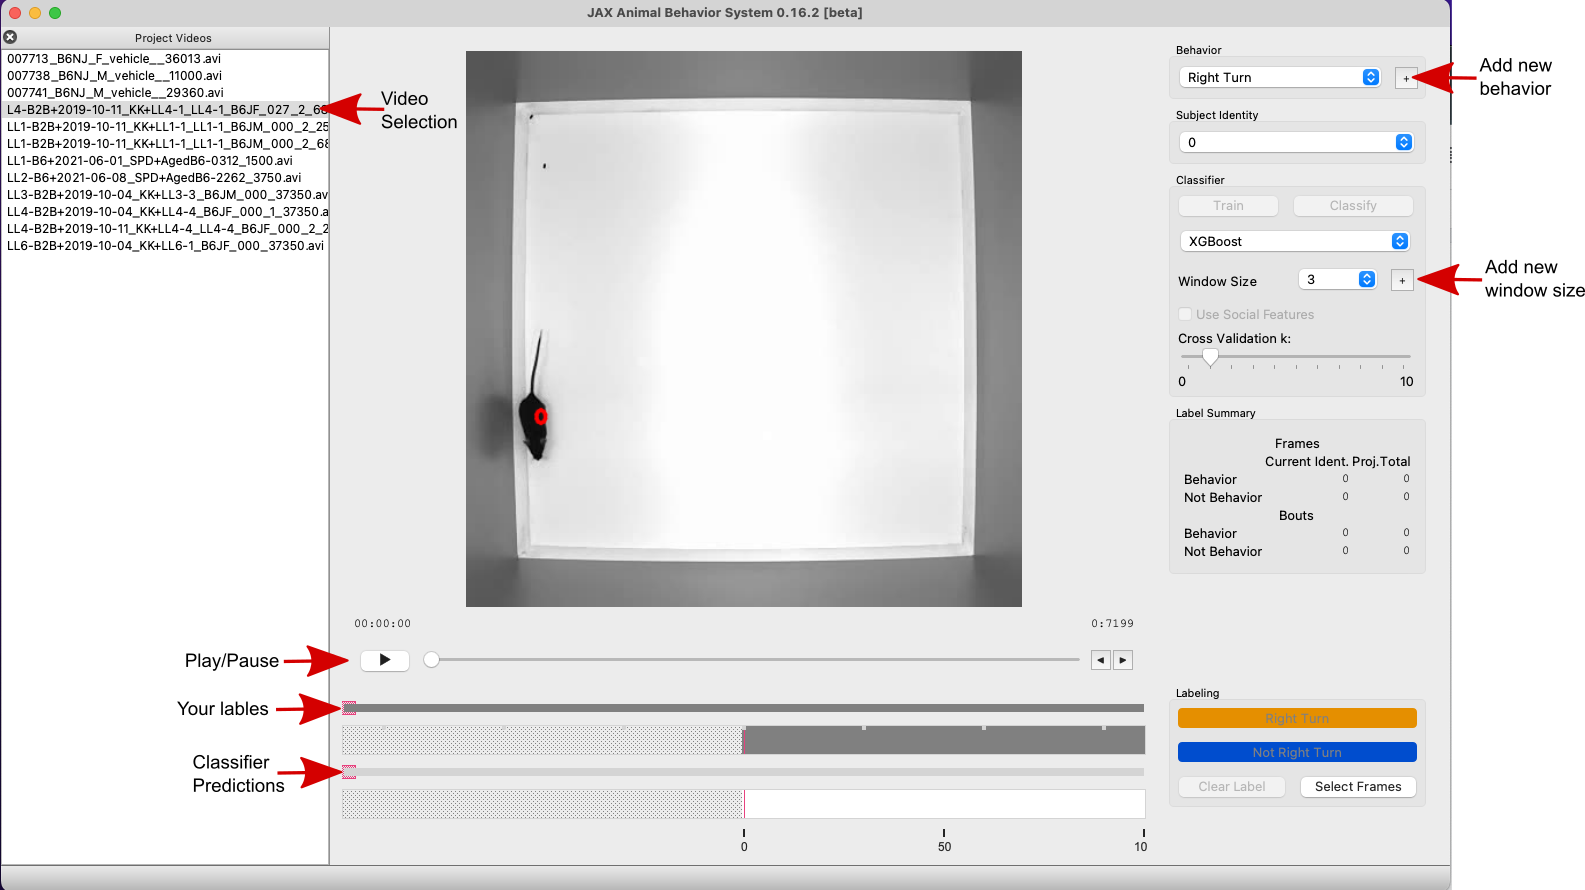 JAX Animal Behavior System 0.16.2 [beta]
Project Videos
007713_B6NJ_F_vehicle__36013.avi
007738_B6NJ_M_vehicle__11000.avi
007741_B6NJ_M_vehicle__29360.avi
L4-B2B+2019-10-11_KK+LL4-1_LL4-1_B6JF_027_2_6
LL1-B2B+2019-10-11_KK+LL1-1_LL1-1_B6JM_000_2_25
LL1-B2B+2019-10-11_KK+LL1-1_LL1-1_B6JM_000_2_68
LL1-B6+2021-06-01_SPD+AgedB6-0312_1500.avi
LL2-B6+2021-06-08_SPD+AgedB6-2262_3750.avi
LL3-B2B+2019-10-04_KK+LL3-3_B6JM_000_37350.av
LL4-B2B+2019-10-04_KK+LL4-4_B6JF_000_1_37350.a
LL4-B2B+2019-10-11_KK+LL4-4_LL4-4_B6JF_000_2_2
LL6-B2B+2019-10-04_KK+LL6-1_B6JF_000_37350.avi
Video
Selection
00:00:00
0:7199
Play/Pause
Your lables
Classifier
Predictions
0
50
10
Behavior
Right Turn
+
Add new
behavior
Subject Identity
0
Classifier
Train
Classify
XGBoost
Window Size
3
+
Add new
window size
Use Social Features
Cross Validation k:
0
10
Label Summary
Frames
Current Ident. Proj.Total
Behavior 0 0
Not Behavior 0 0
Bouts
Behavior 0 0
Not Behavior 0 0
Labeling
Right Turn
Not Right Turn
Clear Label
Select Frames